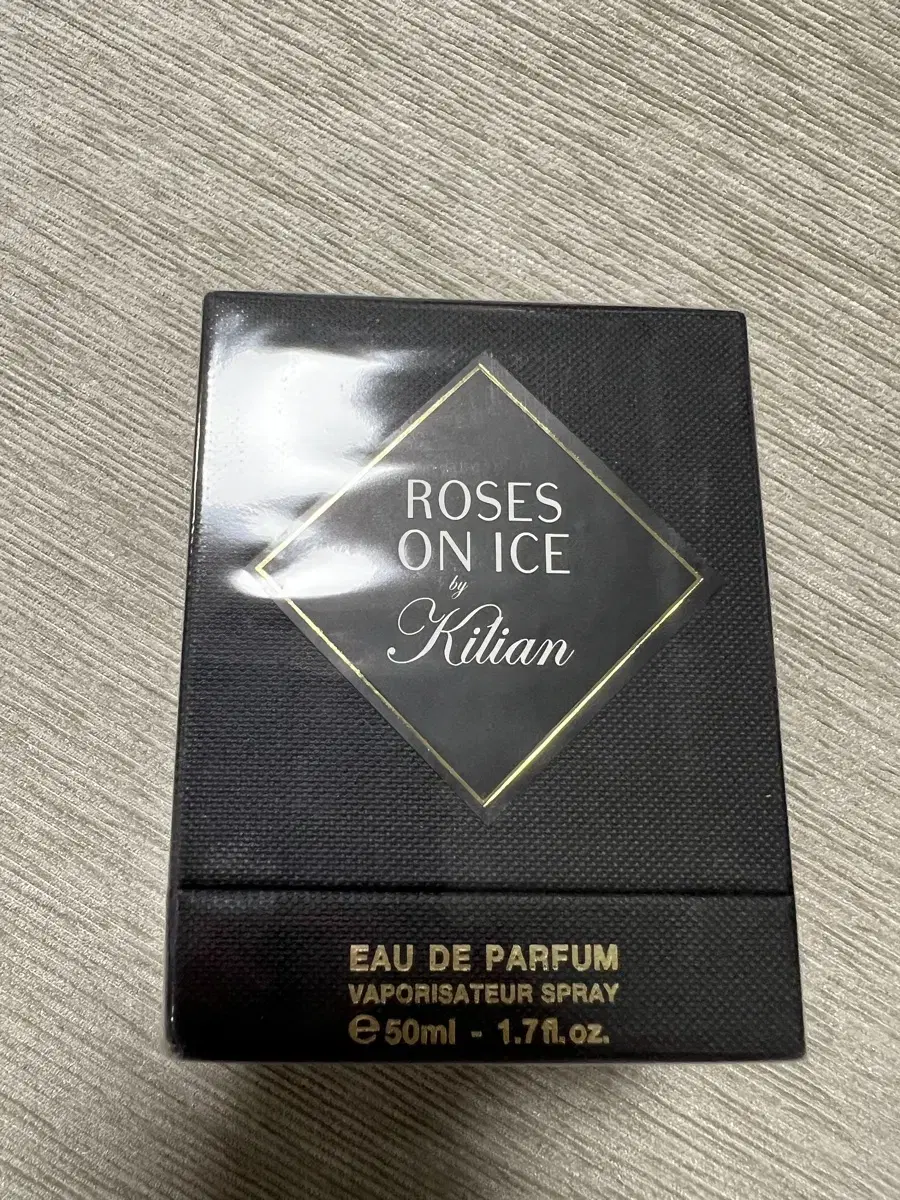 ROSES
ON ICE
by
Kilian
EAU DE PARFUM
VAPORISATEUR SPRAY
℮ 50ml - 1.7fl.oz.